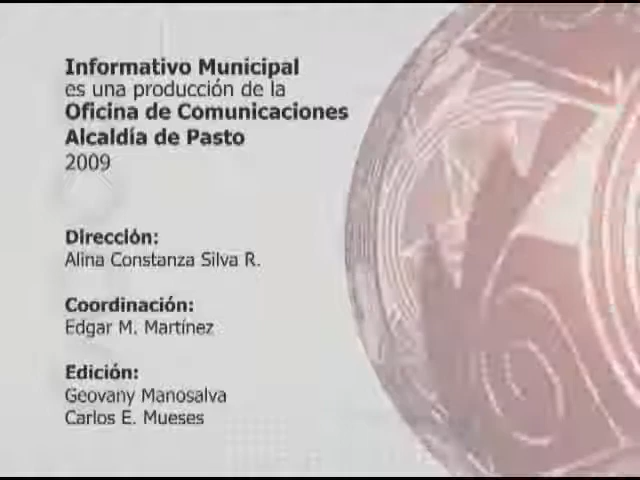 Informativo Municipal
es una producción de la
Oficina de Comunicaciones
Alcaldía de Pasto
2009
Dirección:
Alina Constanza Silva R.
Coordinación:
Edgar M. Martínez
Edición:
Geovany Manosalva
Carlos E. Mueses